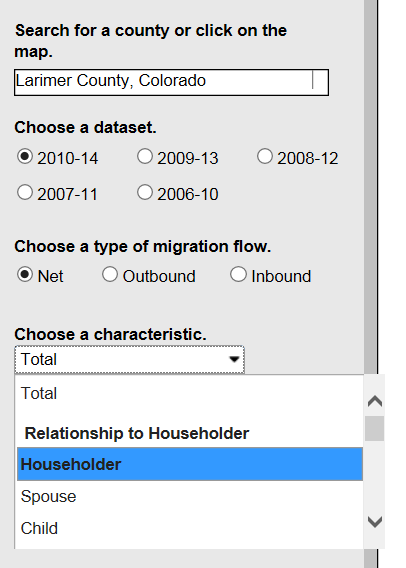 Search for a county or click on the
map.
Larimer County, Colorado
Choose a dataset.
2010-14 2009-13 2008-12
2007-11 2006-10
Choose a type of migration flow.
Net Outbound Inbound
Choose a characteristic.
Total
Total
Relationship to Householder
Householder
Spouse
Child